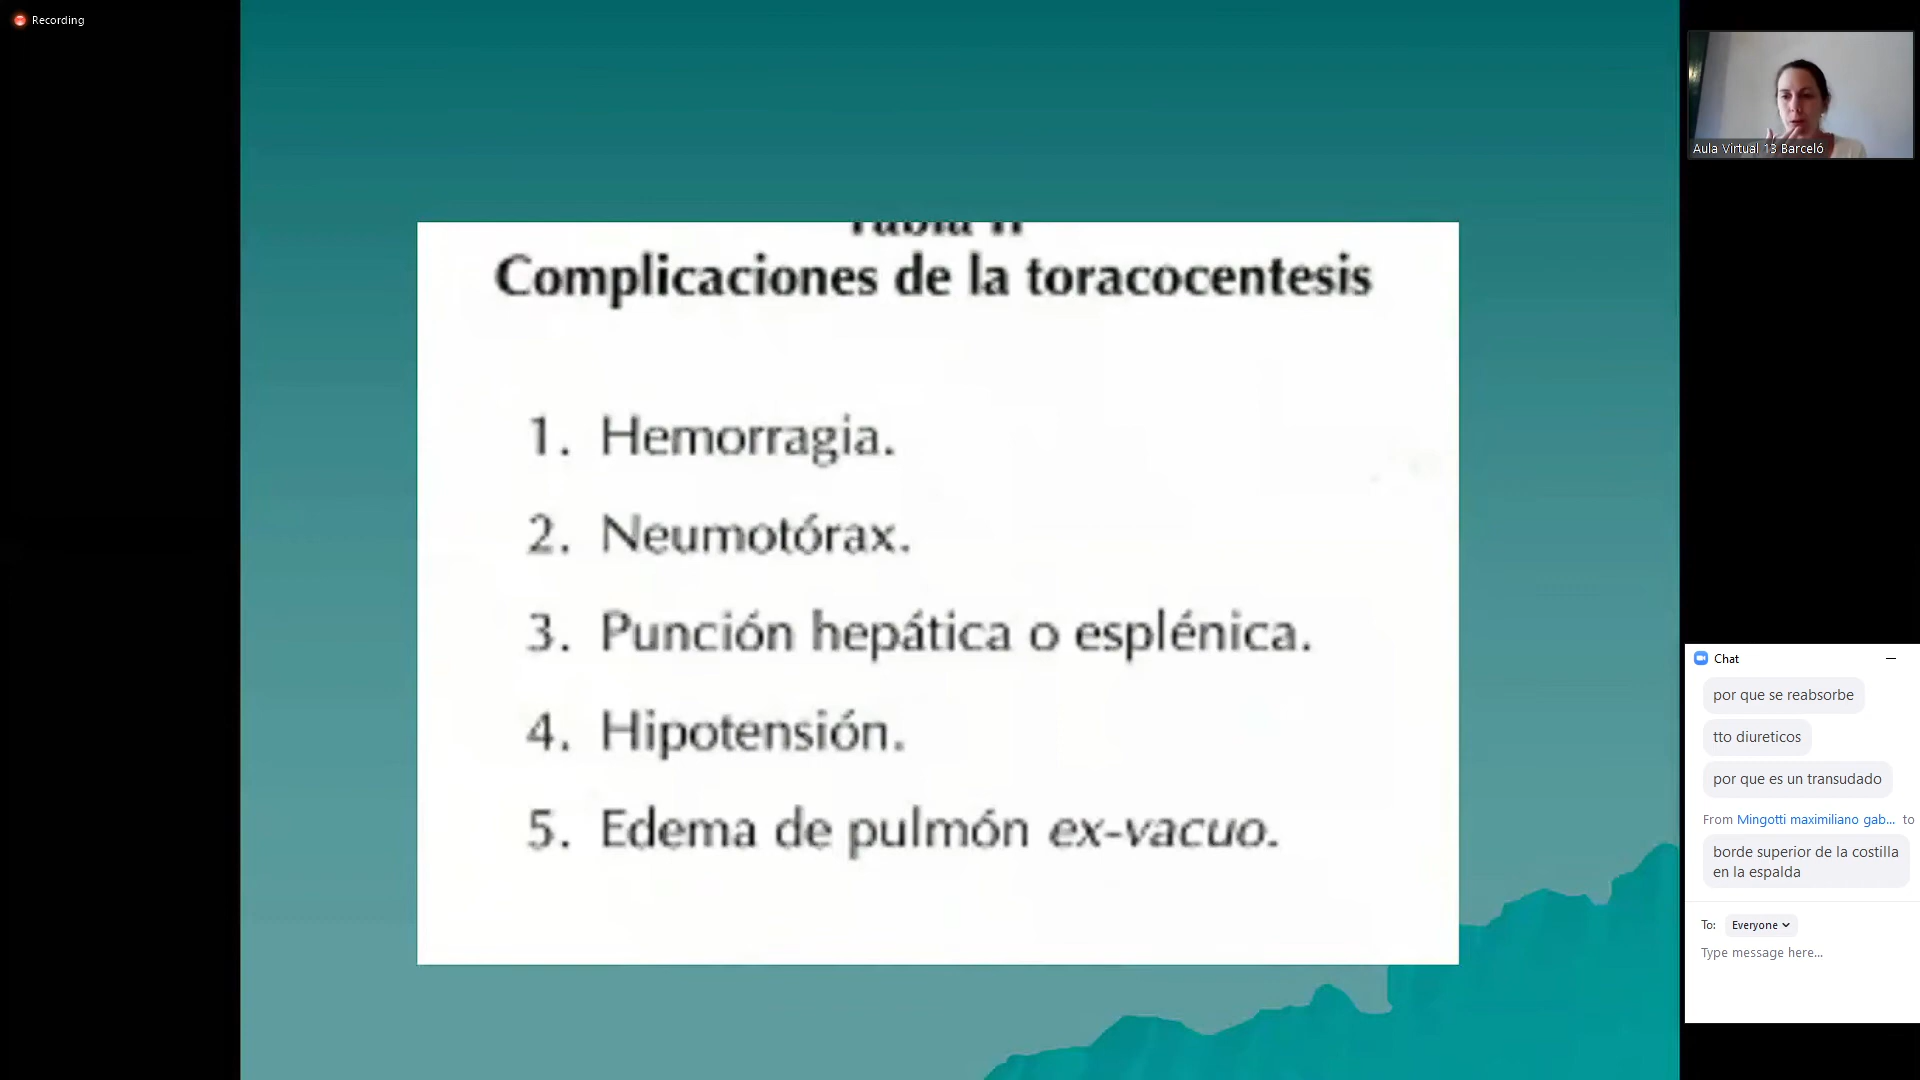 Recording
Tabla II
Complicaciones de la toracocentesis
1. Hemorragia.
2. Neumotórax.
3. Punción hepática o esplénica.
4. Hipotensión.
5. Edema de pulmón ex-vacuo.
Aula Virtual 13 Barceló
Chat
por que se reabsorbe
tto diureticos
por que es un transudado
From Mingotti maximiliano gab... to
borde superior de la costilla
en la espalda
To: Everyone
Type message here...